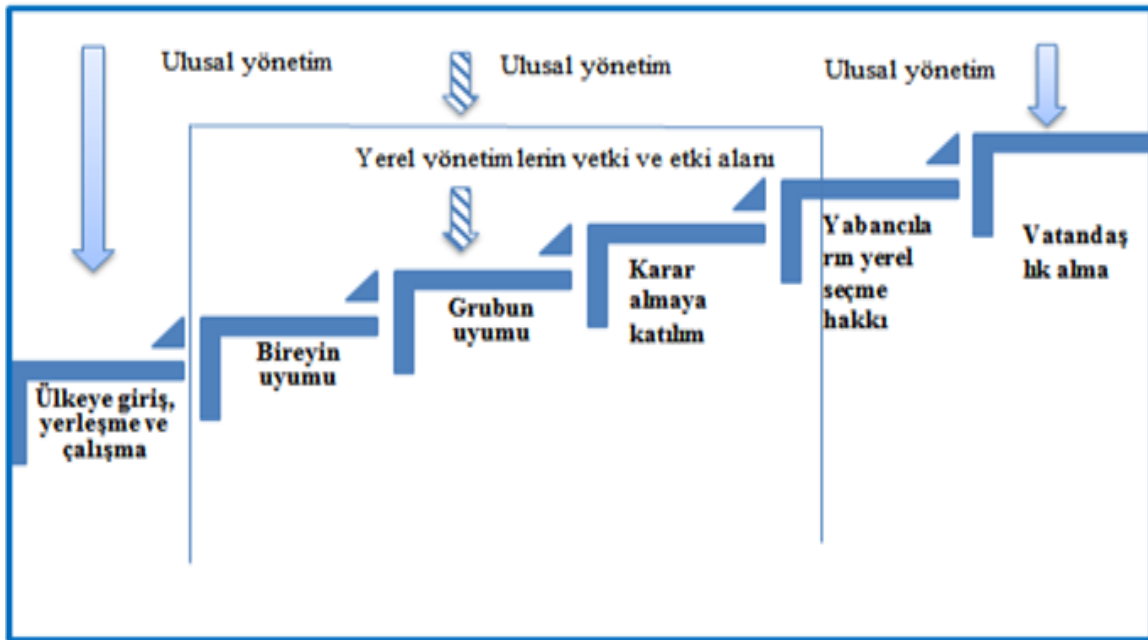 Ulusal yönetim
Ulusal yönetim
Ulusal yönetim
Yerel yönetimlerin yetki ve etki alanı
Ülkeye giriş,
yerleşme ve
çalışma
Bireyin
uyumu
Grubun
uyumu
Karar
almaya
katılım
Yabancıla
rın yerel
seçme
hakkı
Vatandaş
lık alma